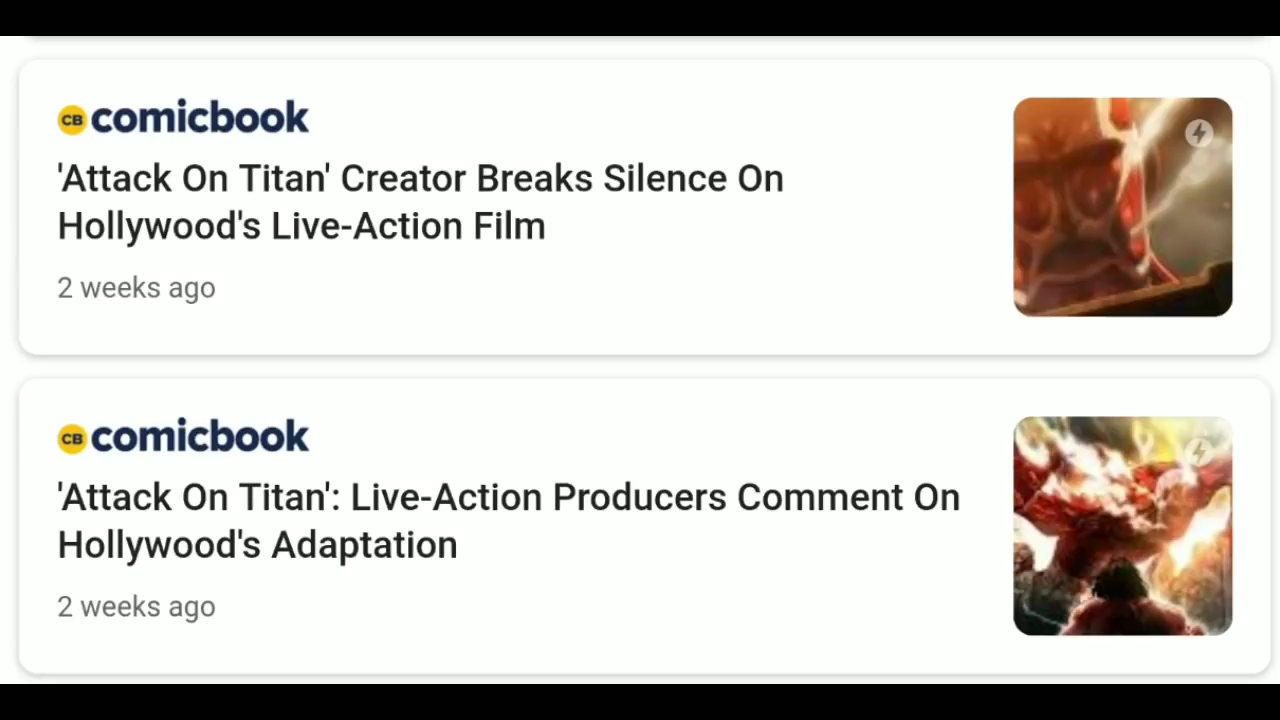 CB comicbook
'Attack On Titan' Creator Breaks Silence On
Hollywood's Live-Action Film
2 weeks ago
CB comicbook
'Attack On Titan': Live-Action Producers Comment On
Hollywood's Adaptation
2 weeks ago